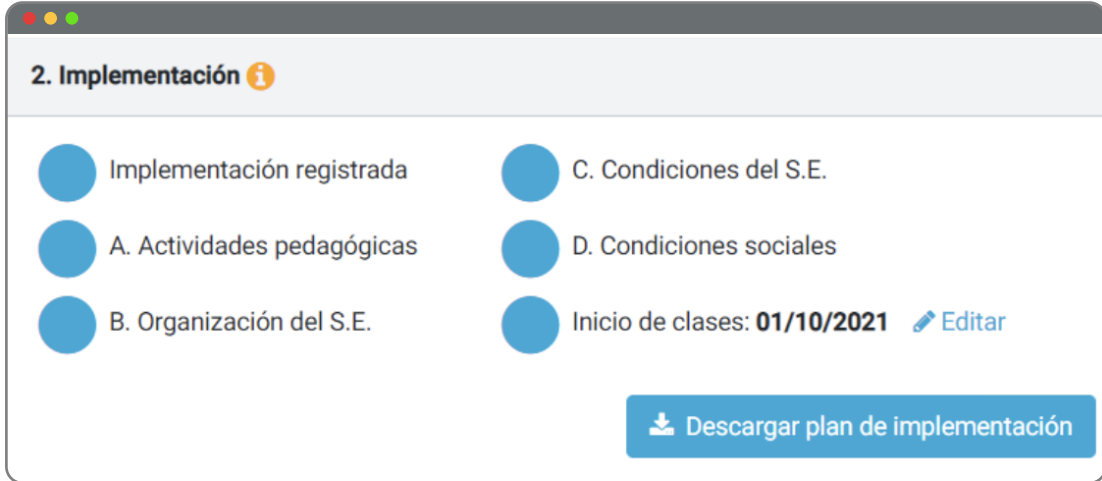 2. Implementación
Implementación registrada
A. Actividades pedagógicas
B. Organización del S.E.
C. Condiciones del S.E.
D. Condiciones sociales
Inicio de clases: 01/10/2021 Editar
Descargar plan de implementación